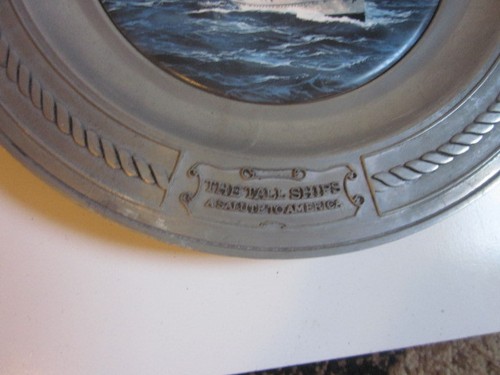 THE TALL SHIPS
A SALUTE TO AMERICA